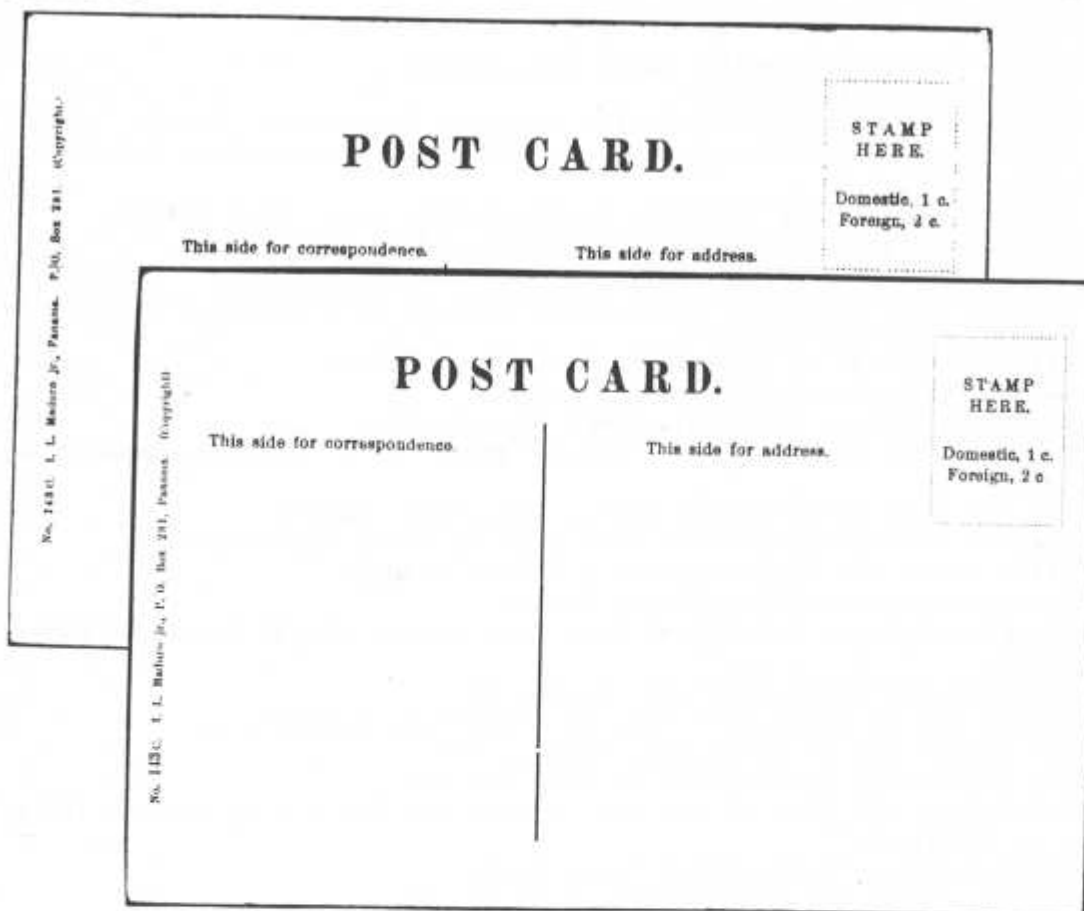 No. 143C. I. L. Maduro jr., Panama. P.O. Box 281. (Copyright.)
POST CARD.
This side for correspondence.
This side for address.
STAMP
HERE.
Domestic, 1 c.
Foreign, 2 c.
No. 143C. I. L. Maduro jr., P. O. Box 281, Panama. (Copyright)
POST CARD.
This side for correspondence.
This side for address.
STAMP
HERE.
Domestic, 1 c.
Foreign, 2 c